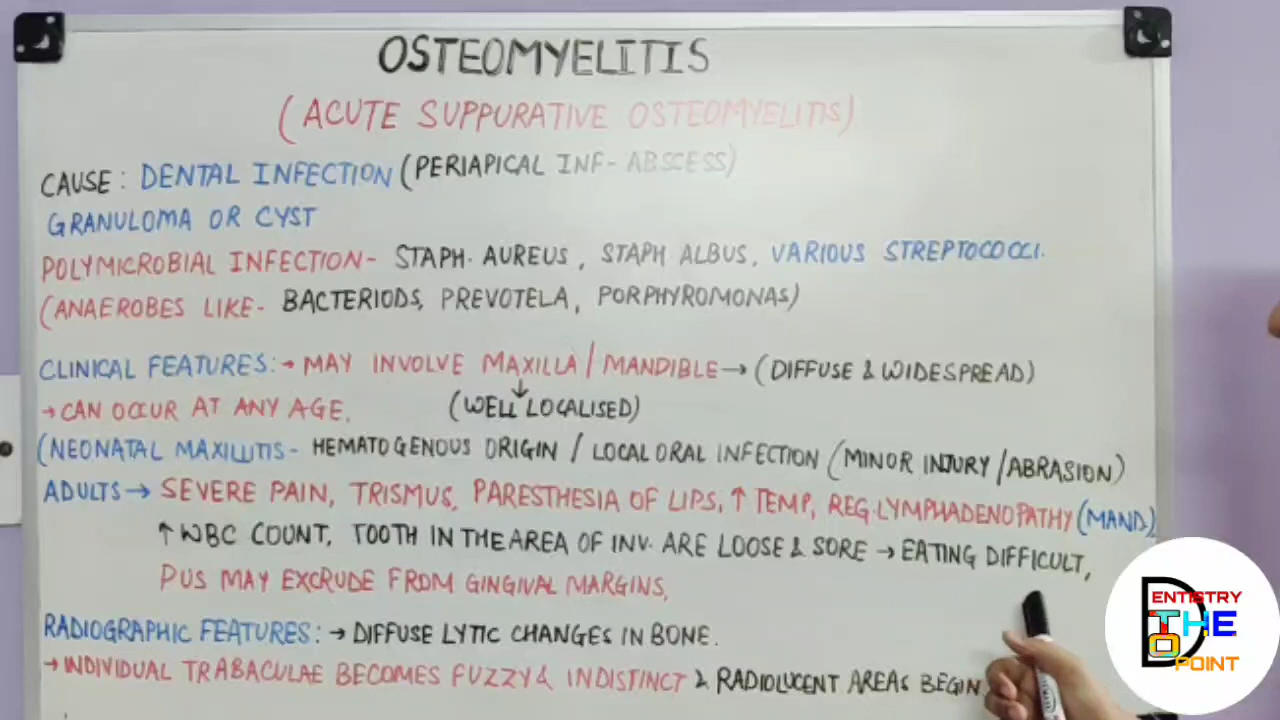 OSTEOMYELITIS
(ACUTE SUPPURATIVE OSTEOMYELITIS)
CAUSE: DENTAL INFECTION (PERIAPICAL INF- ABSCESS)
GRANULOMA OR CYST
POLYMICROBIAL INFECTION- STAPH. AUREUS, STAPH ALBUS, VARIOUS STREPTOCOCCI.
(ANAEROBES LIKE- BACTERIODS, PREVOTELA, PORPHYROMONAS)
CLINICAL FEATURES:→ MAY INVOLVE MAXILLA/MANDIBLE→(DIFFUSE & WIDESPREAD)
→CAN OCCUR AT ANY AGE. ↓ (WELL LOCALISED)
(NEONATAL MAXILLITIS- HEMATOGENOUS ORIGIN / LOCAL ORAL INFECTION (MINOR INJURY/ABRASION)
ADULTS→ SEVERE PAIN, TRISMUS, PARESTHESIA OF LIPS, ↑ TEMP, REG.LYMPHADENOPATHY(MAND.)
↑ WBC COUNT, TOOTH IN THE AREA OF INV. ARE LOOSE & SORE → EATING DIFFICULT,
PUS MAY EXCRUDE FROM GINGIVAL MARGINS,
RADIOGRAPHIC FEATURES:→ DIFFUSE LYTIC CHANGES IN BONE.
→INDIVIDUAL TRABACULAE BECOMES FUZZY & INDISTINCT & RADIOLUCENT AREAS BEGIN
DENTISTRY
TO THE
POINT